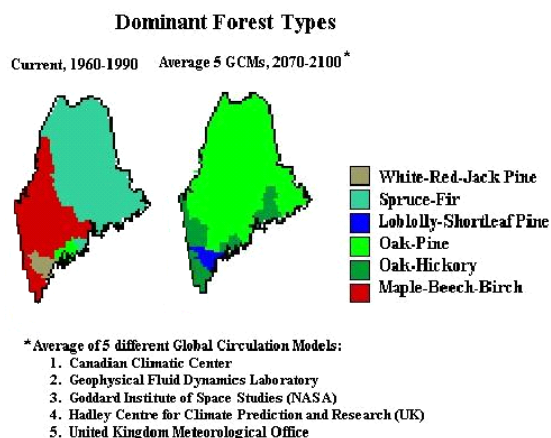 Dominant Forest Types
Current, 1960-1990
Average 5 GCMs, 2070-2100*
White-Red-Jack Pine
Spruce-Fir
Loblolly-Shortleaf Pine
Oak-Pine
Oak-Hickory
Maple-Beech-Birch
*Average of 5 different Global Circulation Models:
1. Canadian Climatic Center
2. Geophysical Fluid Dynamics Laboratory
3. Goddard Institute of Space Studies (NASA)
4. Hadley Centre for Climate Prediction and Research (UK)
5. United Kingdom Meteorological Office